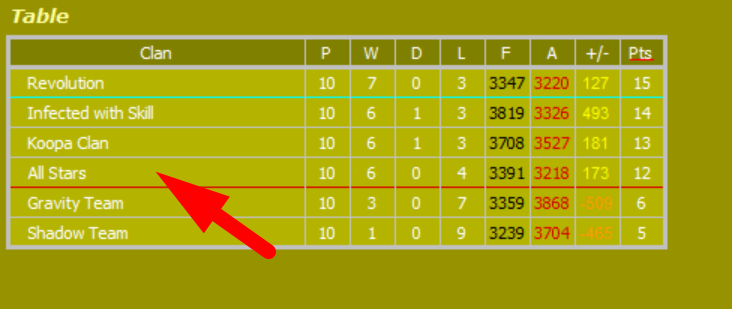 Table
Clan P W D L F A +/- Pts
Revolution 10 7 0 3 3347 3220 127 15
Infected with Skill 10 6 1 3 3819 3326 493 14
Koopa Clan 10 6 1 3 3708 3527 181 13
All Stars 10 6 0 4 3391 3218 173 12
Gravity Team 10 3 0 7 3359 3868 -509 6
Shadow Team 10 1 0 9 3239 3704 -465 5